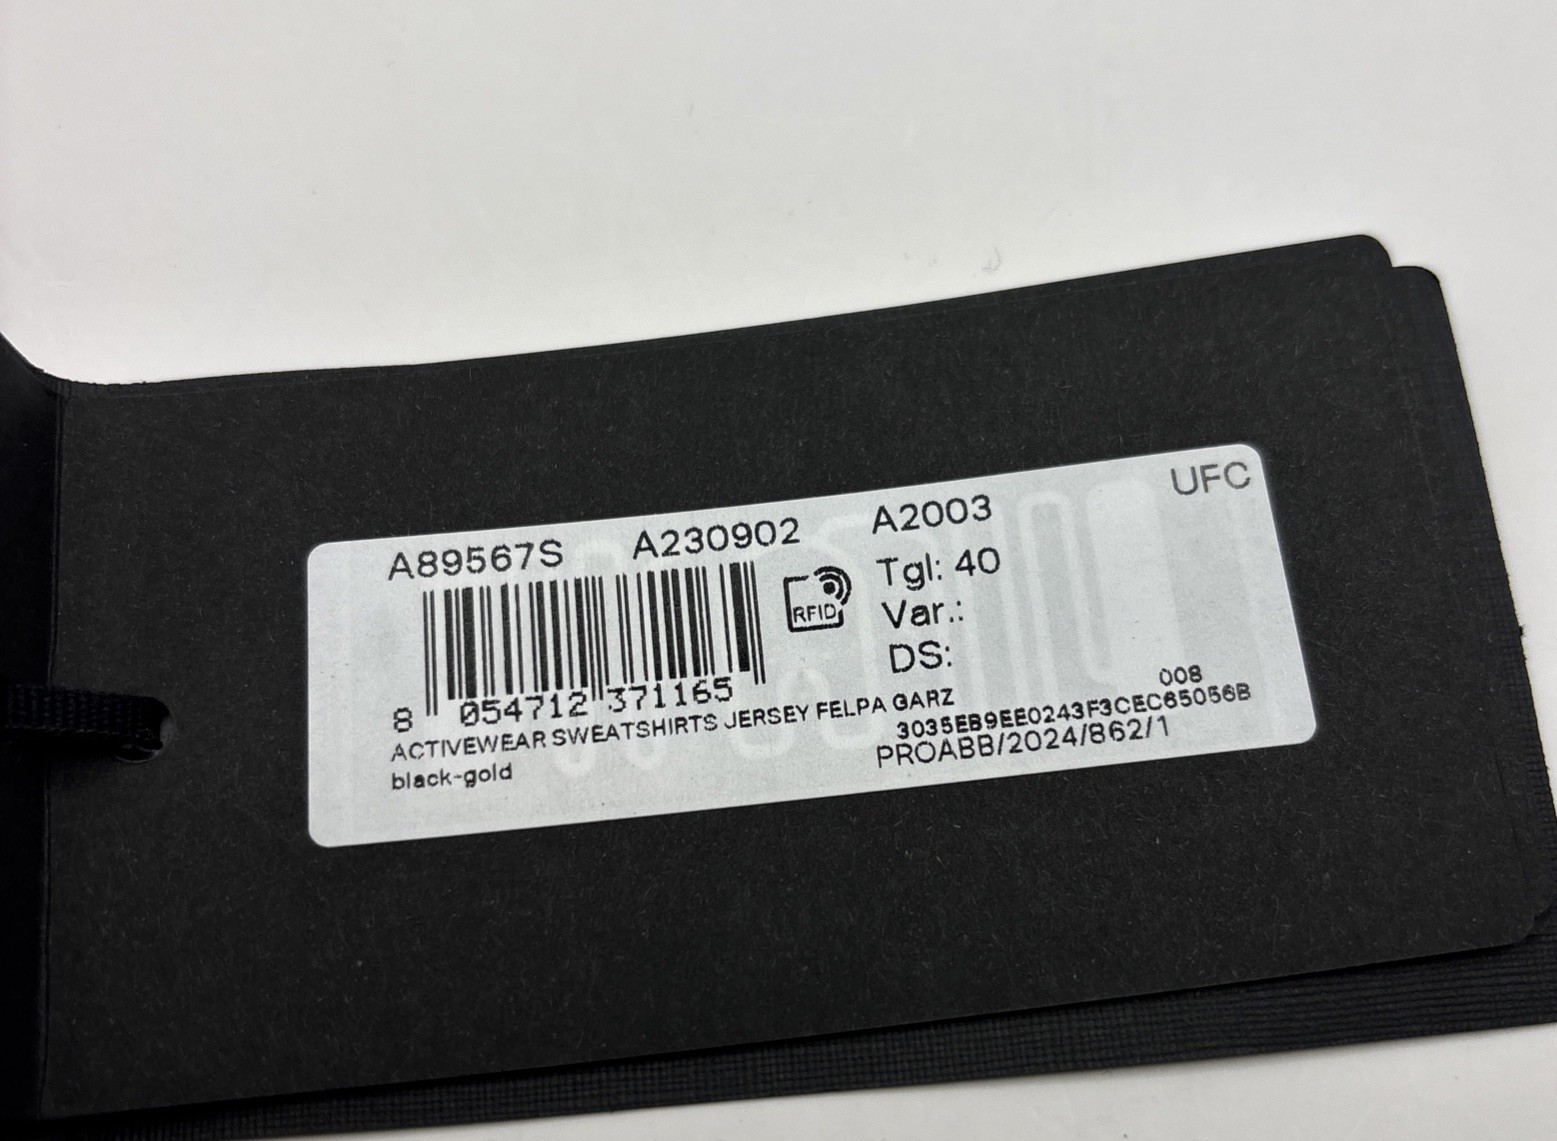 UFC
A89567S A230902 A2003
RFID
Tgl: 40
Var.:
DS:
8 054712 371165
ACTIVEWEAR SWEATSHIRTS JERSEY FELPA GARZ
black-gold
008
3035EB9EE0243F3CEC65056B
PROABB/2024/862/1